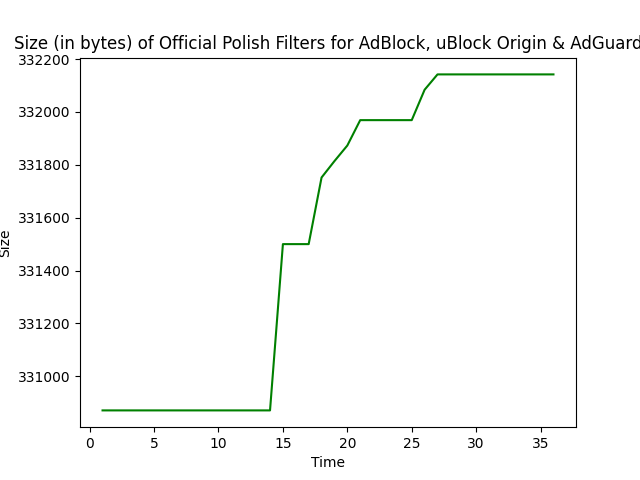 Size (in bytes) of Official Polish Filters for AdBlock, uBlock Origin & AdGuard
332200
332000
331800
331600
331400
331200
331000
Size
0 5 10 15 20 25 30 35
Time